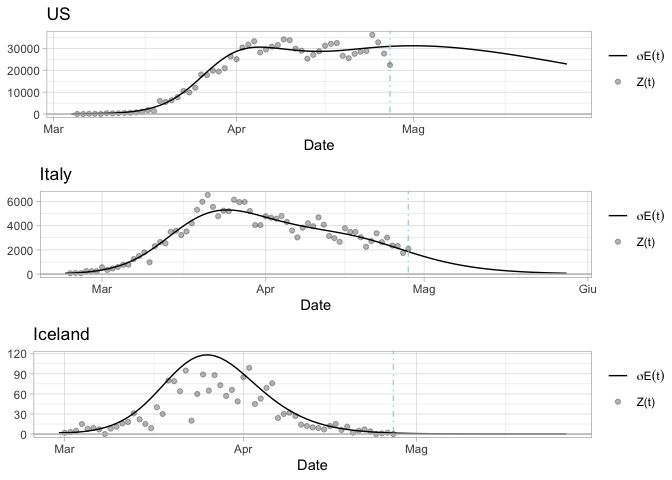 US
30000
20000
10000
0
Mar
Apr
Mag
Date
σE(t)
Z(t)
Italy
6000
4000
2000
0
Mar
Apr
Mag
Giu
Date
σE(t)
Z(t)
Iceland
120
90
60
30
0
Mar
Apr
Mag
Date
σE(t)
Z(t)